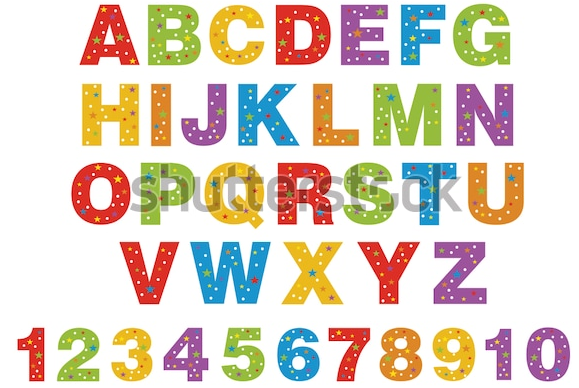 ABCDEFG
HIJKLMN
OPQRSTU
shutterstock
VWXYZ
12345678910